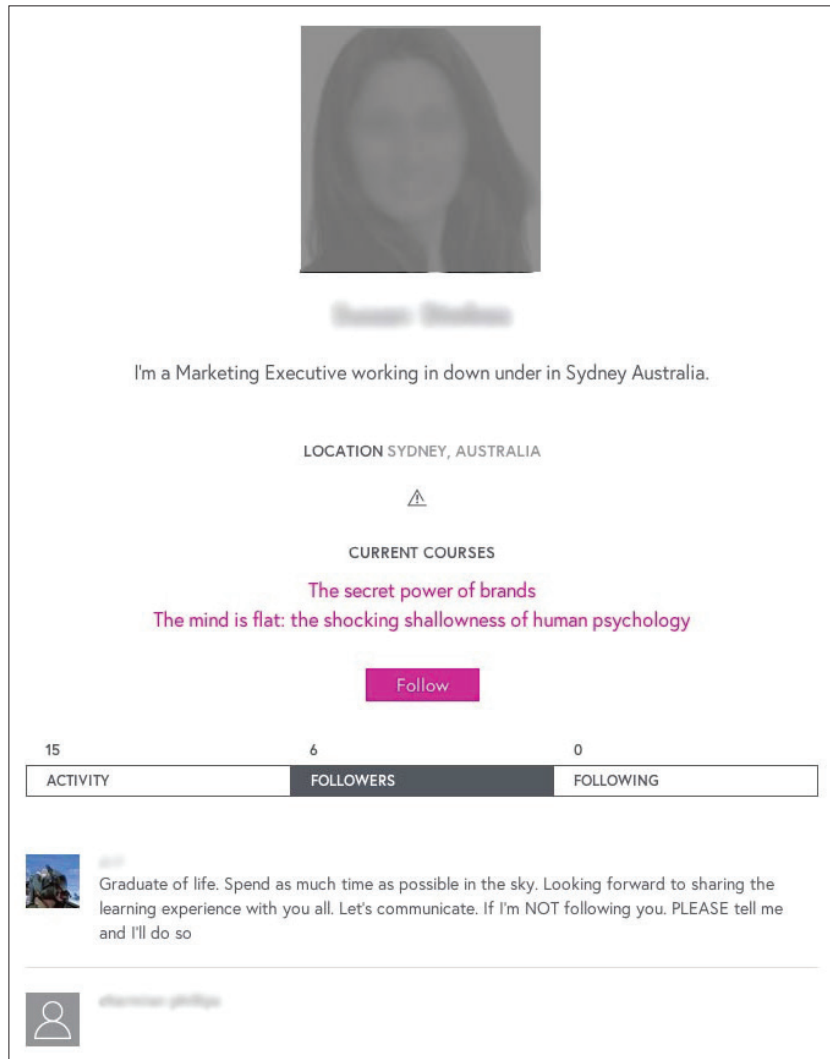 I'm a Marketing Executive working in down under in Sydney Australia.
LOCATION SYDNEY, AUSTRALIA
CURRENT COURSES
The secret power of brands
The mind is flat: the shocking shallowness of human psychology
Follow
15 6 0
ACTIVITY FOLLOWERS FOLLOWING
Graduate of life. Spend as much time as possible in the sky. Looking forward to sharing the
learning experience with you all. Let's communicate. If I'm NOT following you. PLEASE tell me
and I'll do so